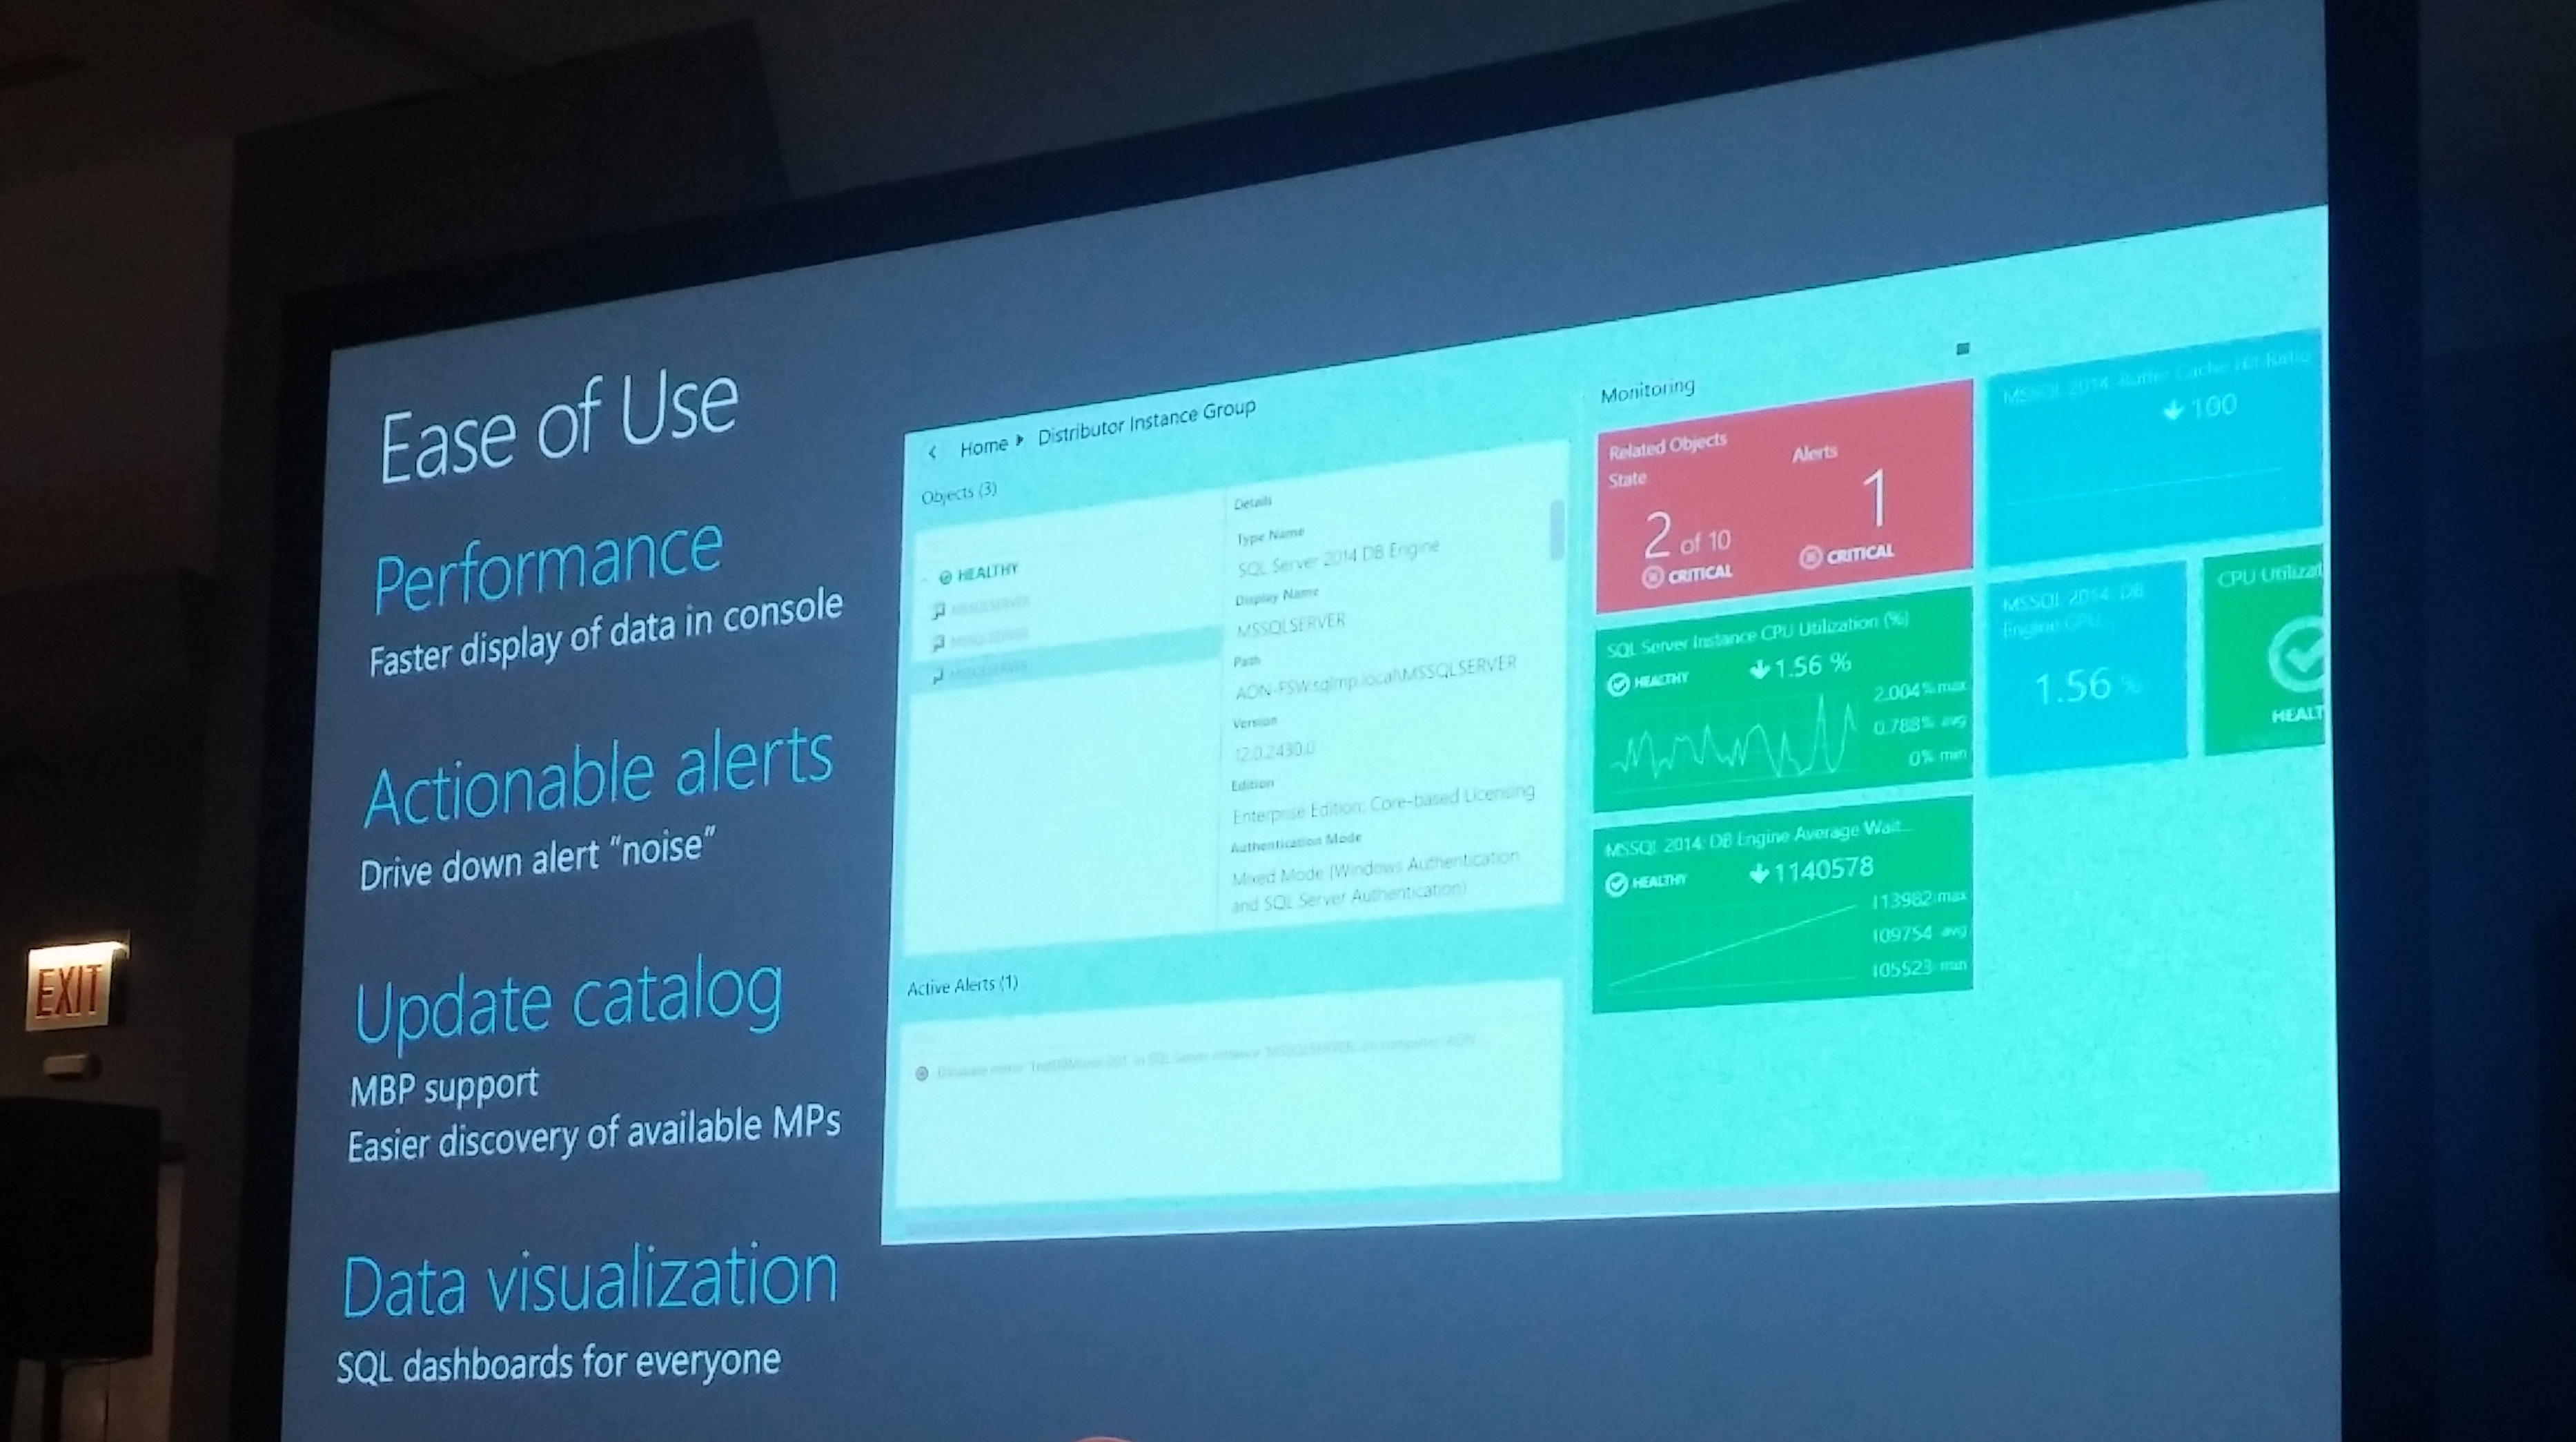 Ease of Use
Performance
Faster display of data in console
Actionable alerts
Drive down alert “noise”
Update catalog
MBP support
Easier discovery of available MPs
Data visualization
SQL dashboards for everyone
EXIT
Home
Distributor Instance Group
Objects (3)
HEALTHY
MSSQLSERVER
MSSQLSERVER
MSSQLSERVER
Details
Type Name
SQL Server 2014 DB Engine
Display Name
MSSQLSERVER
Path
AON-FSW.sqlmp.local\MSSQLSERVER
Version
12.0.2430.0
Edition
Enterprise Edition: Core-based Licensing
Authentication Mode
Mixed Mode (Windows Authentication
and SQL Server Authentication)
Active Alerts (1)
Monitoring
Related Objects
State
Alerts
2 of 10
1
CRITICAL
CRITICAL
SQL Server Instance CPU Utilization (%)
HEALTHY
1.56 %
2.004% max
0.788% avg
0% min
MSSQL 2014: DB Engine Average Wait...
HEALTHY
1140578
113982 max
109754 avg
105523 min
MSSQL 2014: Buffer Cache Hit Ratio
100
MSSQL 2014: DB
Engine CPU
1.56 %
CPU Utilizat
HEALT